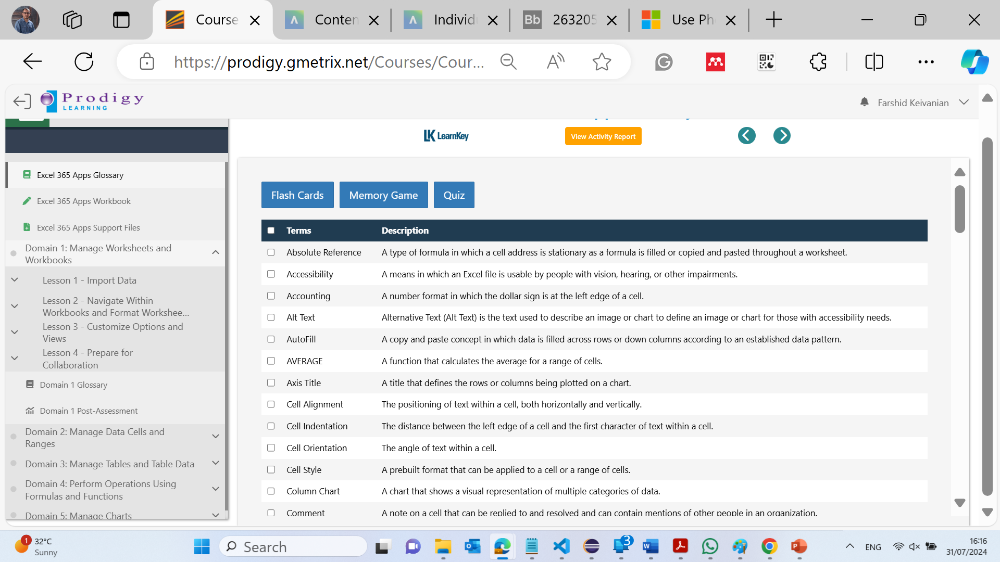 Course
Conten
Individu
Bb
263205
Use Ph
https://prodigy.gmetrix.net/Courses/Cour...
Prodigy
LEARNING
Farshid Keivanian
LK LearnKey
View Activity Report
Excel 365 Apps Glossary
Excel 365 Apps Workbook
Excel 365 Apps Support Files
Domain 1: Manage Worksheets and
Workbooks
Lesson 1 - Import Data
Lesson 2 - Navigate Within
Workbooks and Format Workshee...
Lesson 3 - Customize Options and
Views
Lesson 4 - Prepare for
Collaboration
Domain 1 Glossary
Domain 1 Post-Assessment
Domain 2: Manage Data Cells and
Ranges
Domain 3: Manage Tables and Table Data
Domain 4: Perform Operations Using
Formulas and Functions
Domain 5: Manage Charts
Flash Cards
Memory Game
Quiz
Terms Description
Absolute Reference A type of formula in which a cell address is stationary as a formula is filled or copied and pasted throughout a worksheet.
Accessibility A means in which an Excel file is usable by people with vision, hearing, or other impairments.
Accounting A number format in which the dollar sign is at the left edge of a cell.
Alt Text Alternative Text (Alt Text) is the text used to describe an image or chart to define an image or chart for those with accessibility needs.
AutoFill A copy and paste concept in which data is filled across rows or down columns according to an established data pattern.
AVERAGE A function that calculates the average for a range of cells.
Axis Title A title that defines the rows or columns being plotted on a chart.
Cell Alignment The positioning of text within a cell, both horizontally and vertically.
Cell Indentation The distance between the left edge of a cell and the first character of text within a cell.
Cell Orientation The angle of text within a cell.
Cell Style A prebuilt format that can be applied to a cell or a range of cells.
Column Chart A chart that shows a visual representation of multiple categories of data.
Comment A note on a cell that can be replied to and resolved and can contain mentions of other people in an organization.
1
32°C
Sunny
Search
3
ENG
16:16
31/07/2024